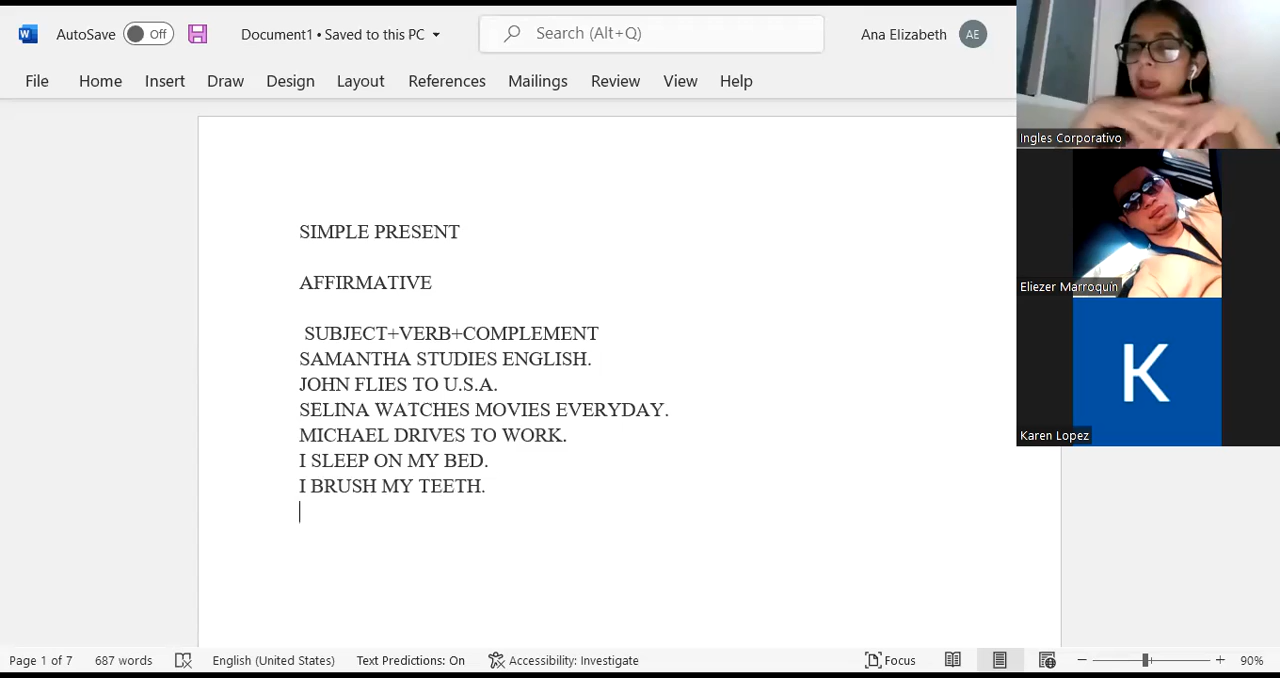 AutoSave Off Document1 • Saved to this PC Search (Alt+Q) Ana Elizabeth AE
File Home Insert Draw Design Layout References Mailings Review View Help
SIMPLE PRESENT
AFFIRMATIVE
SUBJECT+VERB+COMPLEMENT
SAMANTHA STUDIES ENGLISH.
JOHN FLIES TO U.S.A.
SELINA WATCHES MOVIES EVERYDAY.
MICHAEL DRIVES TO WORK.
I SLEEP ON MY BED.
I BRUSH MY TEETH.
Ingles Corporativo
Eliezer Marroquin
K
Karen Lopez
Page 1 of 7 687 words English (United States) Text Predictions: On Accessibility: Investigate Focus 90%